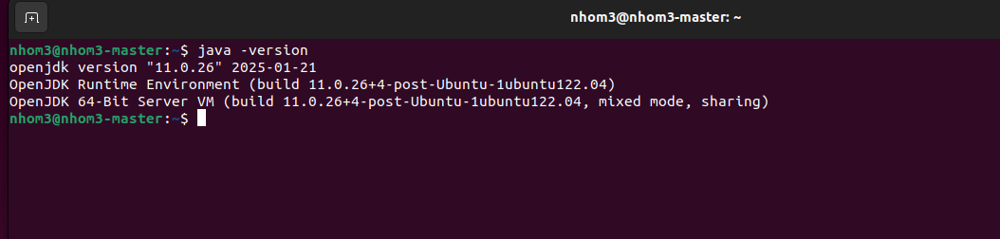 nhom3@nhom3-master: ~
nhom3@nhom3-master:~$ java -version
openjdk version "11.0.26" 2025-01-21
OpenJDK Runtime Environment (build 11.0.26+4-post-Ubuntu-1ubuntu122.04)
OpenJDK 64-Bit Server VM (build 11.0.26+4-post-Ubuntu-1ubuntu122.04, mixed mode, sharing)
nhom3@nhom3-master:~$